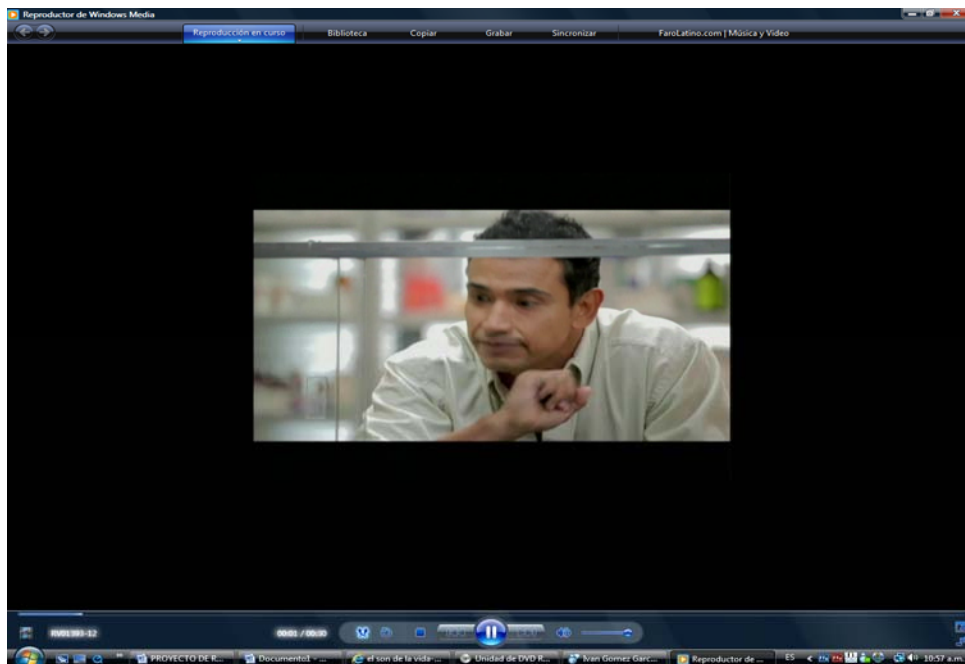 Reproductor de Windows Media
Reproducción en curso Biblioteca Copiar Grabar Sincronizar FaroLatino.com | Música y Video
RV01393-12 00:01 / 00:30
PROYECTO DE R... Documento1 - ... el son de la vida-... Unidad de DVD R... Ivan Gomez Garc... Reproductor de ... ES 10:57 a.m.